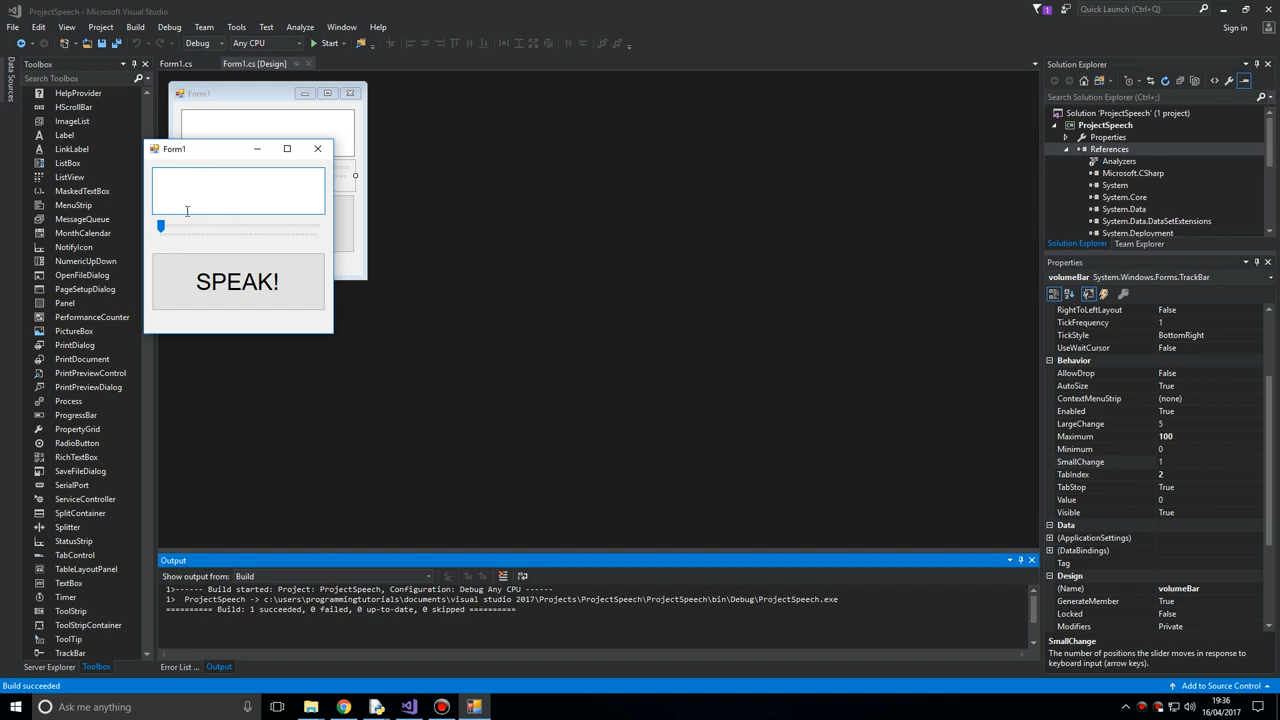 ProjectSpeech - Microsoft Visual Studio
1
Quick Launch (Ctrl+Q)
File Edit View Project Build Debug Team Tools Test Analyze Window Help
Sign in
Debug Any CPU Start
Data Sources
Toolbox
Search Toolbox
HelpProvider
HScrollBar
ImageList
Label
LinkLabel
ListBox
ListView
MaskedTextBox
MenuStrip
MessageQueue
MonthCalendar
NotifyIcon
NumericUpDown
OpenFileDialog
PageSetupDialog
Panel
PerformanceCounter
PictureBox
PrintDialog
PrintDocument
PrintPreviewControl
PrintPreviewDialog
Process
ProgressBar
PropertyGrid
RadioButton
RichTextBox
SaveFileDialog
SerialPort
ServiceController
SplitContainer
Splitter
StatusStrip
TabControl
TableLayoutPanel
TextBox
Timer
ToolStrip
ToolStripContainer
ToolTip
TrackBar
Server Explorer Toolbox
Form1.cs Form1.cs [Design]
Form1
Form1
SPEAK!
Output
Show output from: Build
1>------ Build started: Project: ProjectSpeech, Configuration: Debug Any CPU ------
1>  ProjectSpeech -> c:\users\programmingtutorials\documents\visual studio 2017\Projects\ProjectSpeech\ProjectSpeech\bin\Debug\ProjectSpeech.exe
========== Build: 1 succeeded, 0 failed, 0 up-to-date, 0 skipped ==========
Error List ... Output
Solution Explorer
Search Solution Explorer (Ctrl+;)
Solution 'ProjectSpeech' (1 project)
ProjectSpeech
Properties
References
Analyzers
Microsoft.CSharp
System
System.Core
System.Data
System.Data.DataSetExtensions
System.Deployment
Solution Explorer Team Explorer
Properties
volumeBar System.Windows.Forms.TrackBar
RightToLeftLayout False
TickFrequency 1
TickStyle BottomRight
UseWaitCursor False
Behavior
AllowDrop False
AutoSize True
ContextMenuStrip (none)
Enabled True
LargeChange 5
Maximum 100
Minimum 0
SmallChange 1
TabIndex 2
TabStop True
Value 0
Visible True
Data
(ApplicationSettings)
(DataBindings)
Tag
Design
(Name) volumeBar
GenerateMember True
Locked False
Modifiers Private
SmallChange
The number of positions the slider moves in response to
keyboard input (arrow keys).
Build succeeded
Add to Source Control
Ask me anything
19:36
16/04/2017